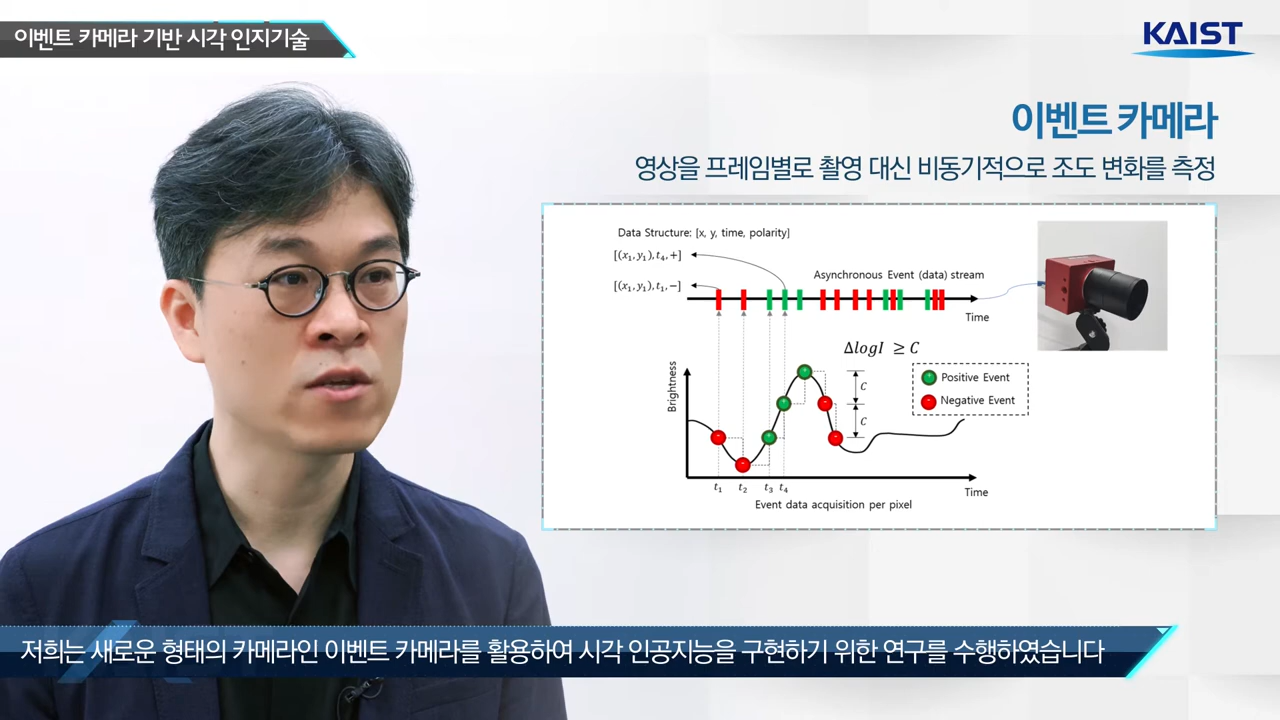 이벤트 카메라 기반 시각 인지기술
KAIST
이벤트 카메라
영상을 프레임별로 촬영 대신 비동기적으로 조도 변화를 측정
Data Structure: [x, y, time, polarity]
[(x₁, y₁), t₄, +]
Asynchronous Event (data) stream
[(x₁, y₁), t₁, −]
Time
ΔlogI ≥ C
Brightness
C
C
Positive Event
Negative Event
t₁ t₂ t₃ t₄
Time
Event data acquisition per pixel
저희는 새로운 형태의 카메라인 이벤트 카메라를 활용하여 시각 인공지능을 구현하기 위한 연구를 수행하였습니다